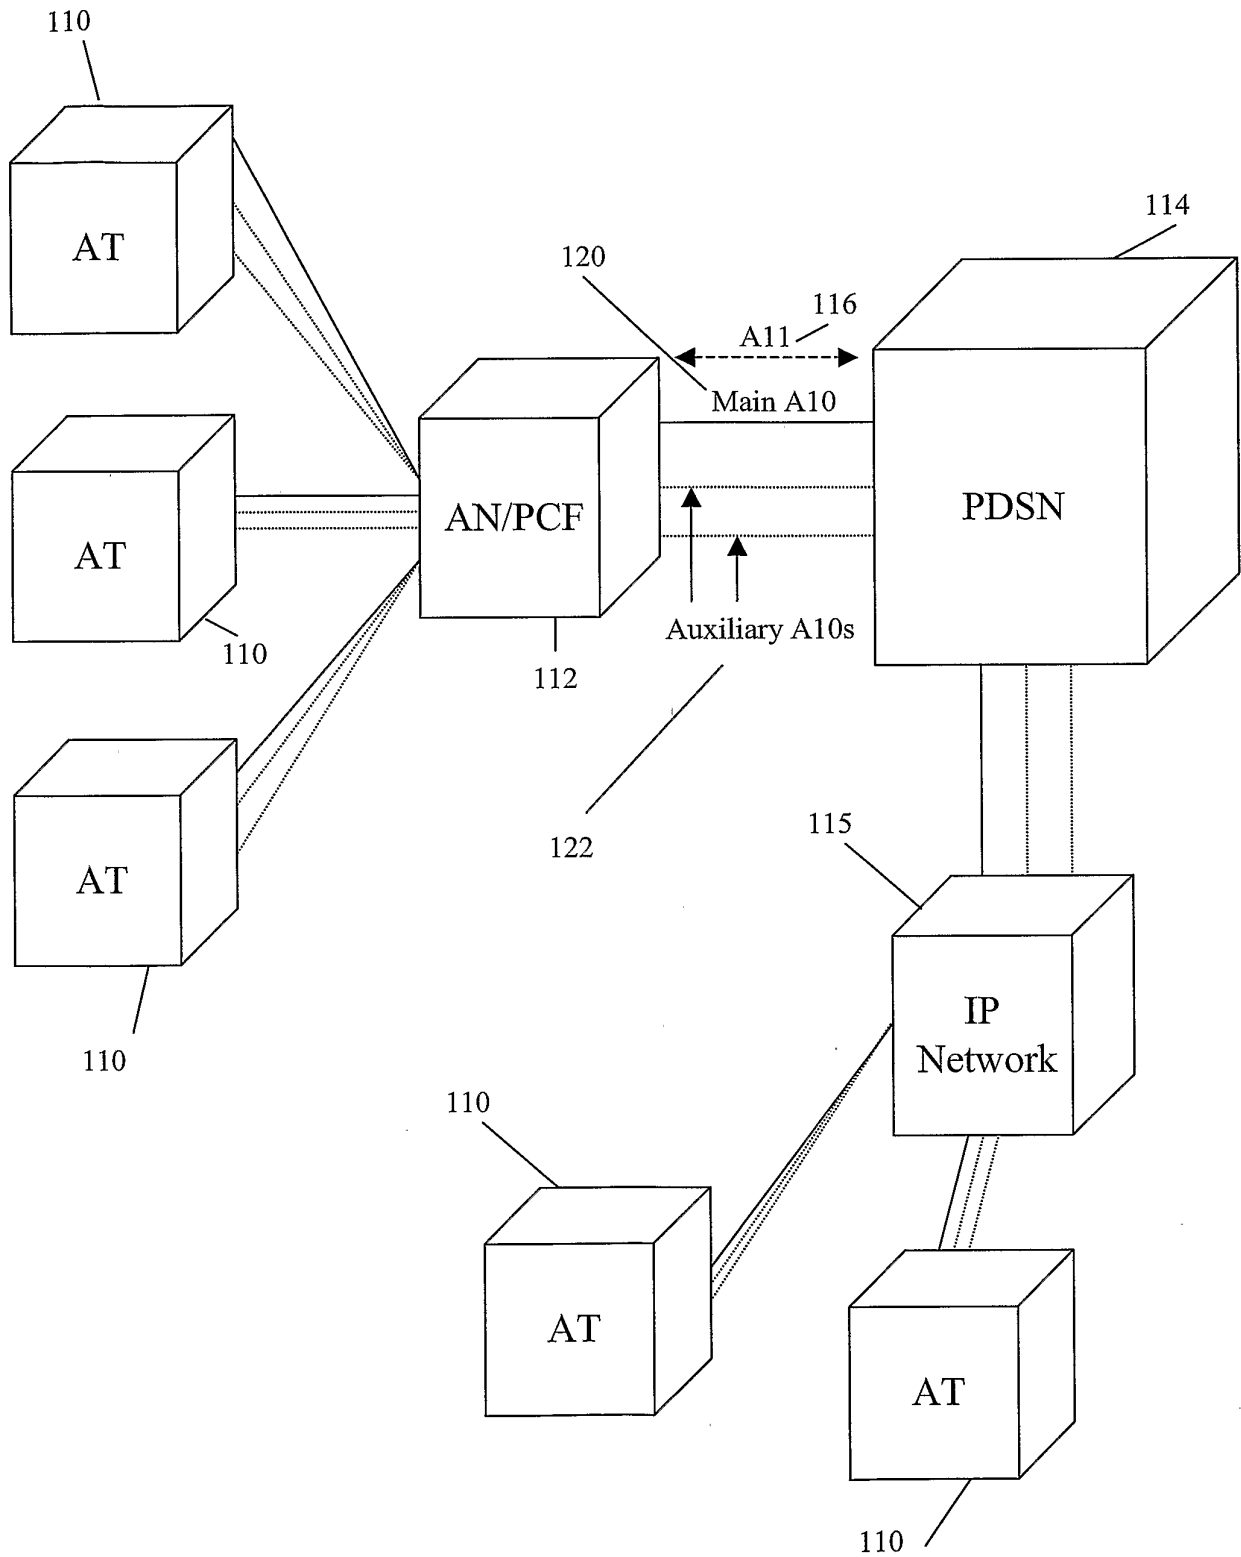 110
AT
114
120
116
A11
Main A10
AN/PCF
PDSN
AT
110
Auxiliary A10s
112
115
122
AT
IP
Network
110
110
AT
AT
110